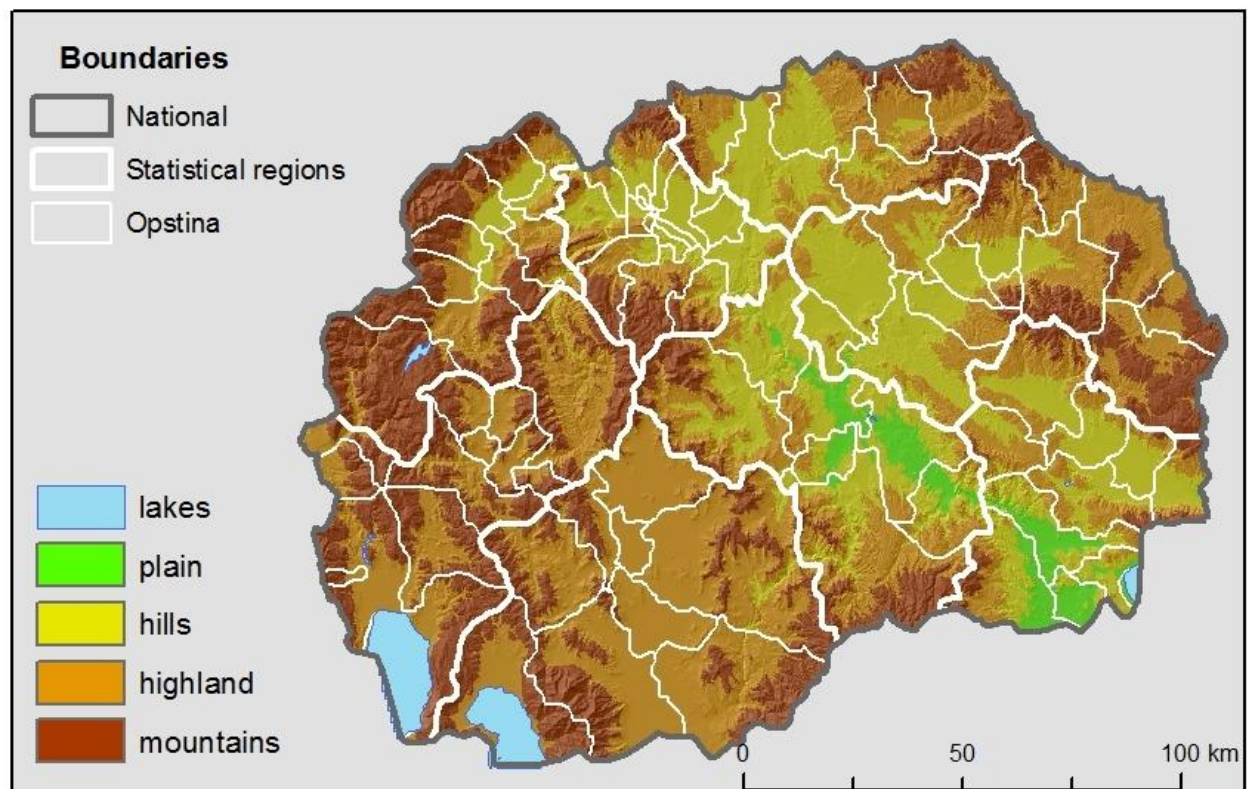 Boundaries
National
Statistical regions
Opstina
lakes
plain
hills
highland
mountains
0 50 100 km